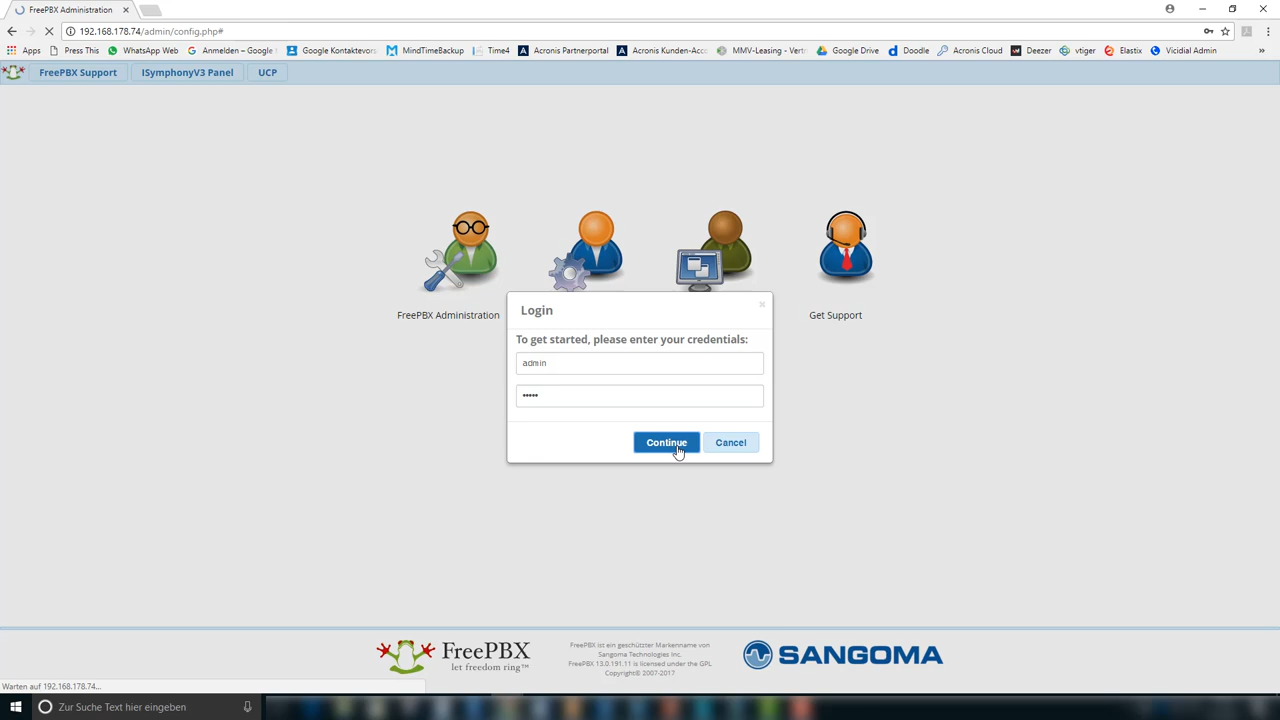 FreePBX Administration
192.168.178.74/admin/config.php#
Apps Press This WhatsApp Web Anmelden – Google Google Kontaktevor MindTimeBackup Time4 Acronis Partnerportal Acronis Kunden-Acc MMV-Leasing - Vertr Google Drive Doodle Acronis Cloud Deezer vtiger Elastix Vicidial Admin »
FreePBX Support ISymphonyV3 Panel UCP
FreePBX Administration
Get Support
Login
To get started, please enter your credentials:
admin
•••••
Continue Cancel
FreePBX
let freedom ring™
FreePBX ist ein geschützter Markenname von
Sangoma Technologies Inc.
FreePBX 13.0.191.11 is licensed under the GPL
Copyright© 2007-2017
SANGOMA
Warten auf 192.168.178.74...
Zur Suche Text hier eingeben